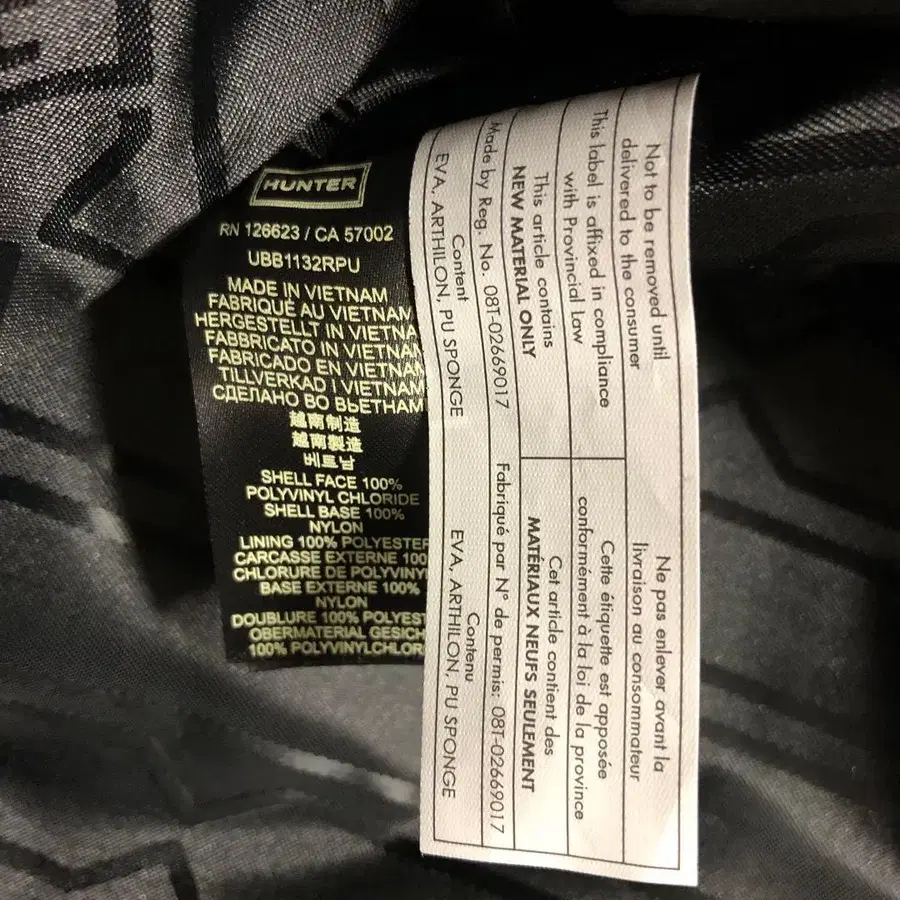 HUNTER
RN 126623 / CA 57002
UBB1132RPU
MADE IN VIETNAM
FABRIQUÉ AU VIETNAM
HERGESTELLT IN VIETNA
FABBRICATO IN VIETNAM
FABRICADO EN VIETNAM
TILLVERKAD I VIETNAM
СДЕЛАНО ВО ВЬЕТНАМ
越南制造
越南製造
베트남
SHELL FACE 100%
POLYVINYL CHLORIDE
SHELL BASE 100%
NYLON
LINING 100% POLYESTER
CARCASSE EXTERNE 100
CHLORURE DE POLYVINY
BASE EXTERNE 100%
NYLON
DOUBLURE 100% POLYEST
OBERMATERIAL GESICH
100% POLYVINYLCHLOR
Not to be removed until
delivered to the consumer
This label is affixed in compliance
with Provincial law
This article contains
NEW MATERIAL ONLY
Made by Reg. No. 08T-02669017
Content
EVA, ARTHILON, PU SPONGE
Ne pas enlever avant la
livraison au consommateur
Cette étiquette est apposée
conformément à la loi de la province
Cet article contient des
MATÉRIAUX NEUFS SEULEMENT
Fabriqué par N° de permis: 08T-02669017
Contenu
EVA, ARTHILON, PU SPONGE